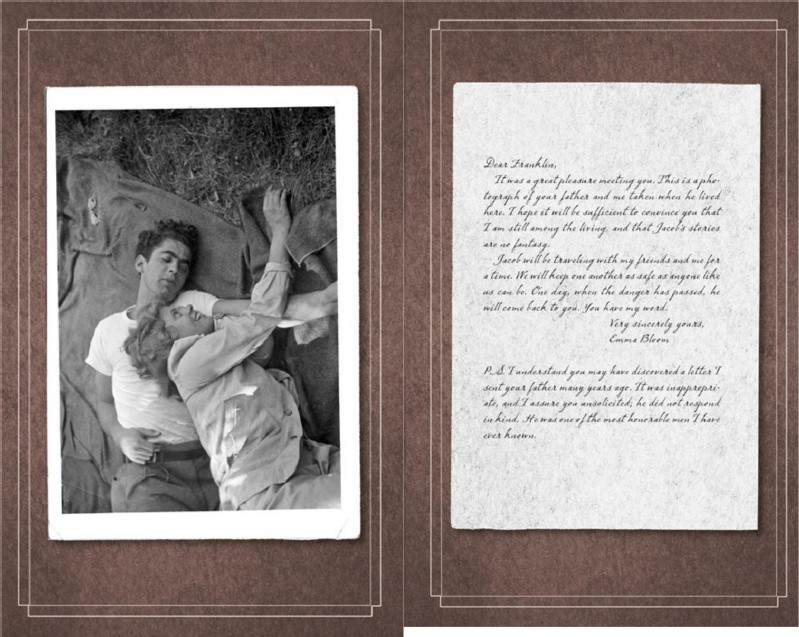 Dear Franklin,
It was a great pleasure meeting you. This is a pho-
tograph of your father and me taken when he lived
here. I hope it will be sufficient to convince you that
I am still among the living, and that Jacob's stories
are no fantasy.
Jacob will be traveling with my friends and me for
a time. We will keep one another as safe as anyone like
us can be. One day, when the danger has passed, he
will come back to you. You have my word.
Very sincerely yours,
Emma Bloom
P. S. I understand you may have discovered a letter I
sent your father many years ago. It was inappropri-
ate, and I assure you unsolicited; he did not respond
in kind. He was one of the most honorable men I have
ever known.